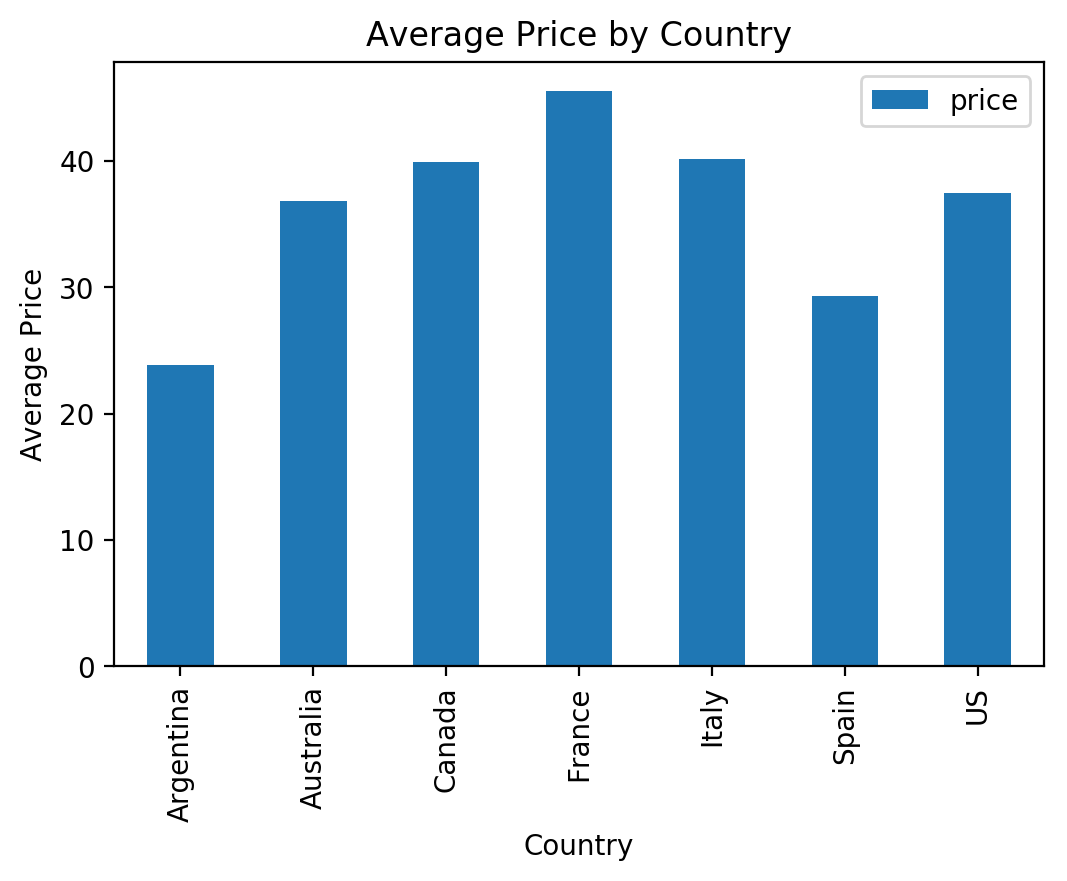 Average Price by Country
price
Average Price
40
30
20
10
0
Argentina
Australia
Canada
France
Italy
Spain
US
Country